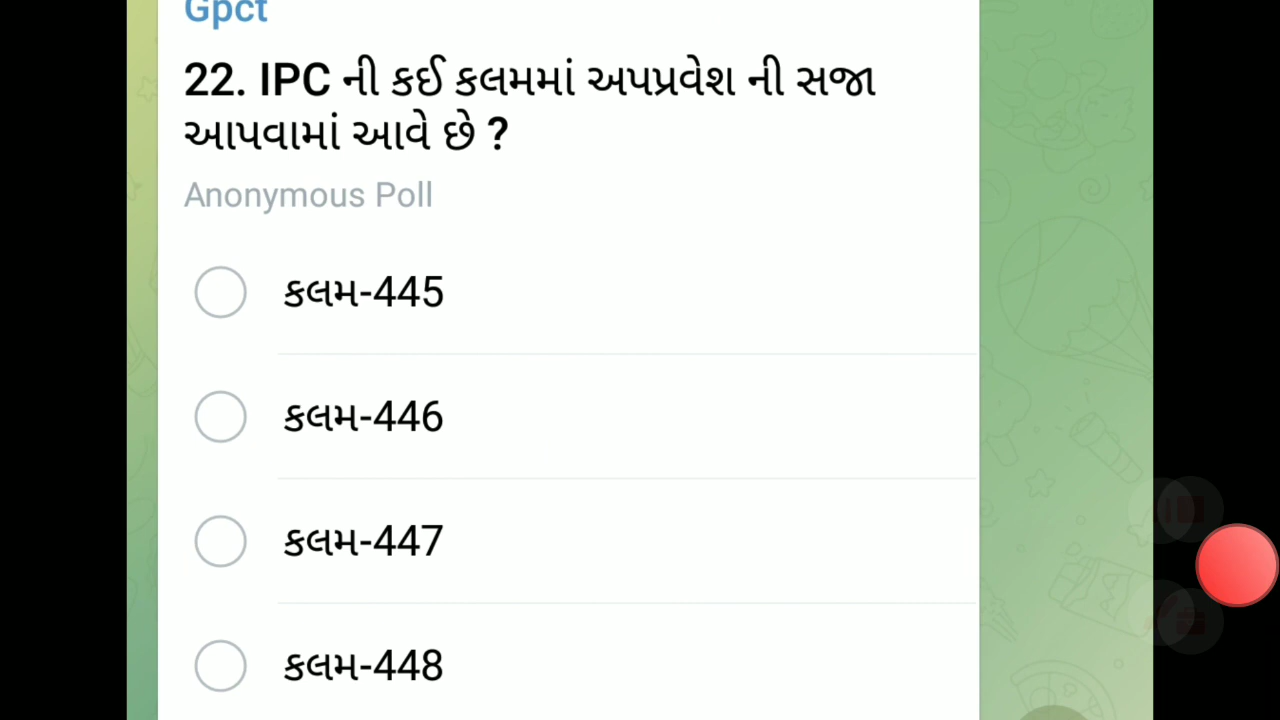 Gpct
22. IPC ની કઈ કલમમાં અપપ્રવેશ ની સજા
આપવામાં આવે છે ?
Anonymous Poll
કલમ-445
કલમ-446
કલમ-447
કલમ-448